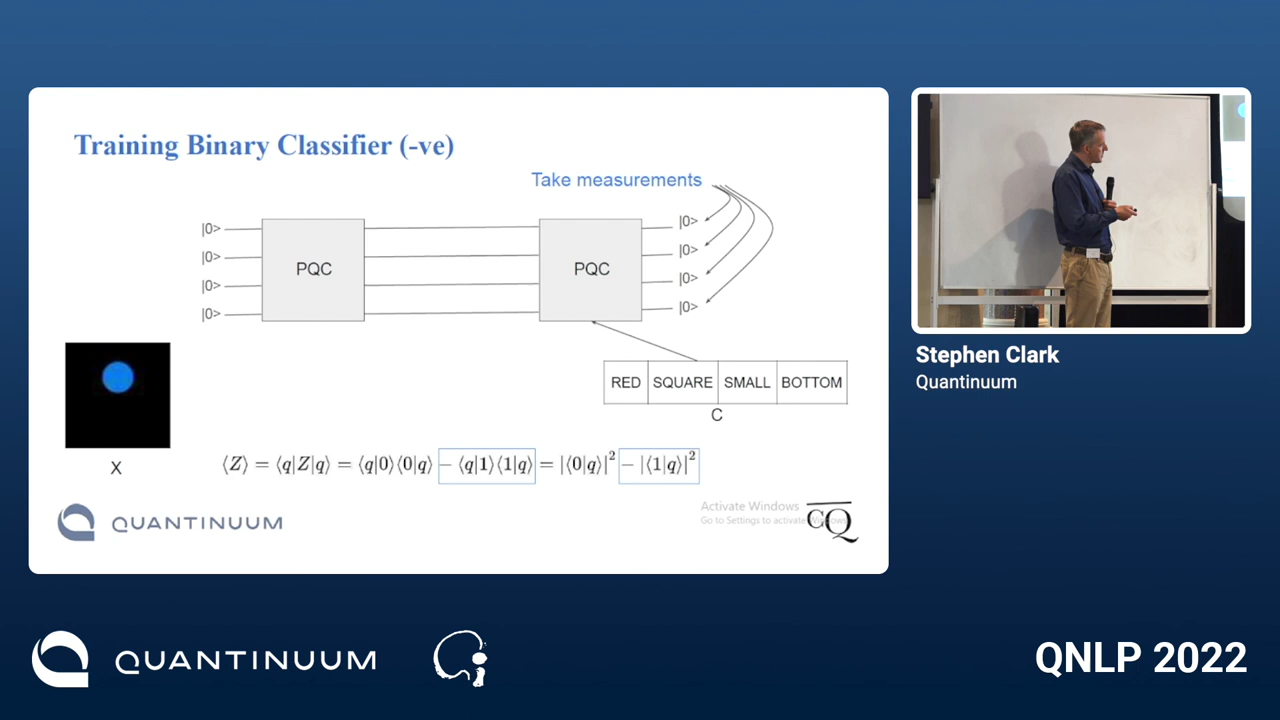 Training Binary Classifier (-ve)
Take measurements
|0>
|0>
|0>
|0>
PQC
PQC
|0>
|0>
|0>
|0>
RED SQUARE SMALL BOTTOM
C
X
⟨Z⟩ = ⟨q|Z|q⟩ = ⟨q|0⟩⟨0|q⟩ − ⟨q|1⟩⟨1|q⟩ = |⟨0|q⟩|² − |⟨1|q⟩|²
QUANTINUUM
Activate Windows
Go to Settings to activate Windows.
CQ
Stephen Clark
Quantinuum
QUANTINUUM
QNLP 2022